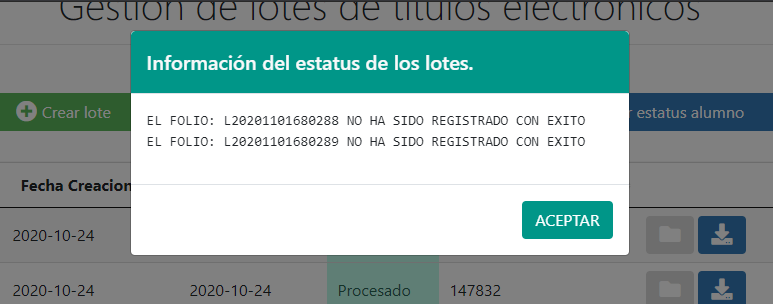 Gestión de lotes de títulos electrónicos
Información del estatus de los lotes.
EL FOLIO: L20201101680288 NO HA SIDO REGISTRADO CON EXITO
EL FOLIO: L20201101680289 NO HA SIDO REGISTRADO CON EXITO
Crear lote
estatus alumno
Fecha Creacion
ACEPTAR
2020-10-24
2020-10-24 2020-10-24 Procesado 147832